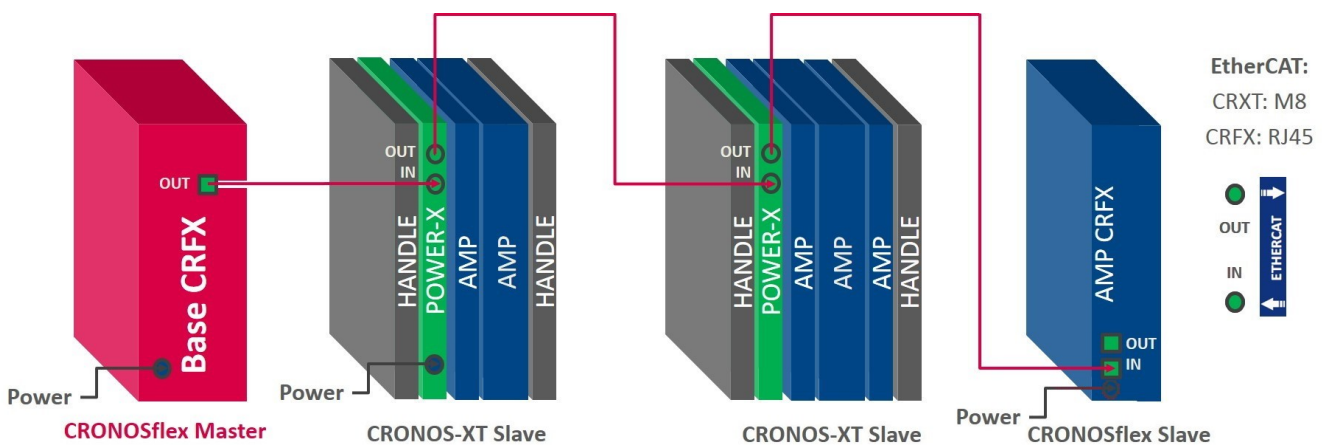 OUT
Base CRFX
Power
CRONOSflex Master
OUT
IN
HANDLE
POWER-X
AMP
AMP
HANDLE
Power
CRONOS-XT Slave
OUT
IN
HANDLE
POWER-X
AMP
AMP
AMP
HANDLE
CRONOS-XT Slave
AMP CRFX
OUT
IN
Power
CRONOSflex Slave
EtherCAT:
CRXT: M8
CRFX: RJ45
OUT
IN
ETHERCAT